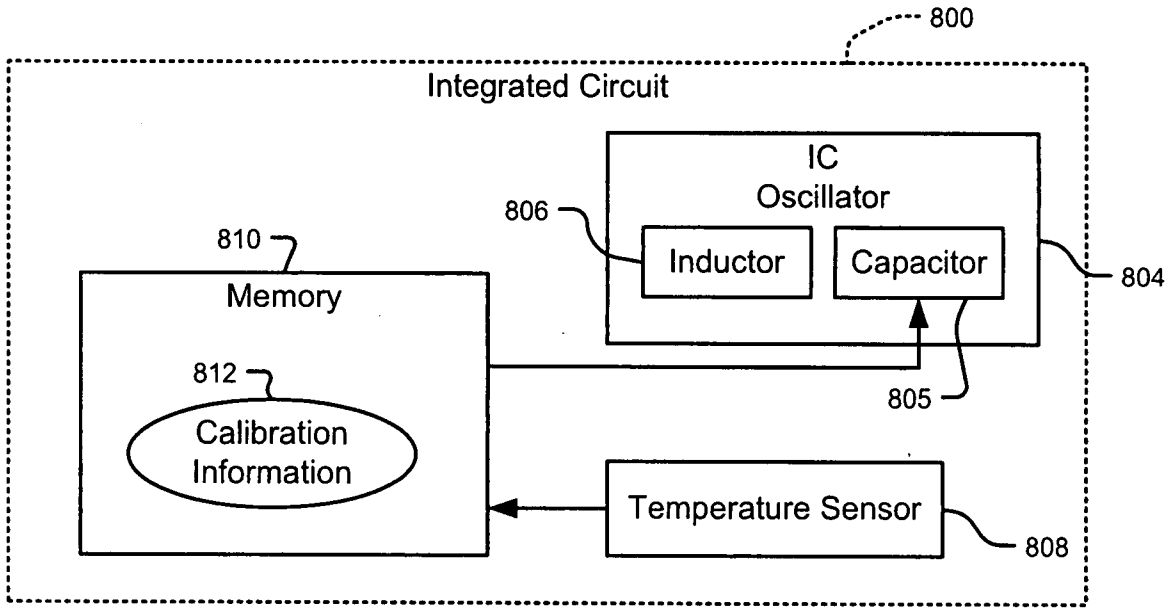 800
Integrated Circuit
IC
Oscillator
806
Inductor
Capacitor
804
810
Memory
805
812
Calibration
Information
Temperature Sensor
808